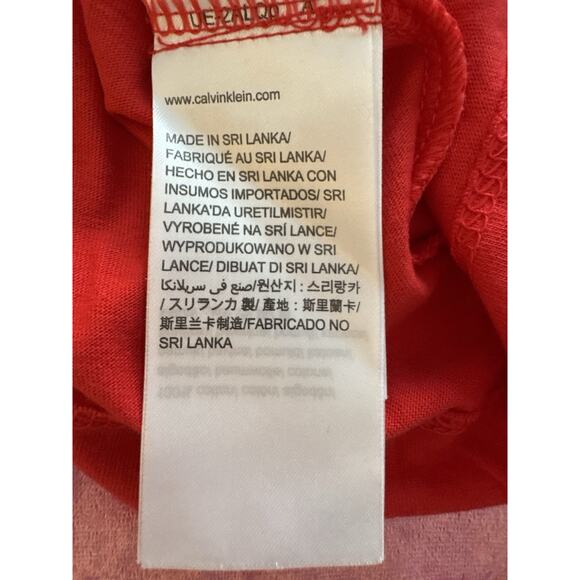 www.calvinklein.com
MADE IN SRI LANKA/
FABRIQUÉ AU SRI LANKA/
HECHO EN SRI LANKA CON
INSUMOS IMPORTADOS/ SRI
LANKA'DA URETILMISTIR/
VYROBENÉ NA SRÍ LANCE/
WYPRODUKOWANO W SRI
LANCE/ DIBUAT DI SRI LANKA/
صنع في سريلانكا/원산지 : 스리랑카
/ スリランカ 製/ 產地 : 斯里蘭卡/
斯里兰卡制造/FABRICADO NO
SRI LANKA